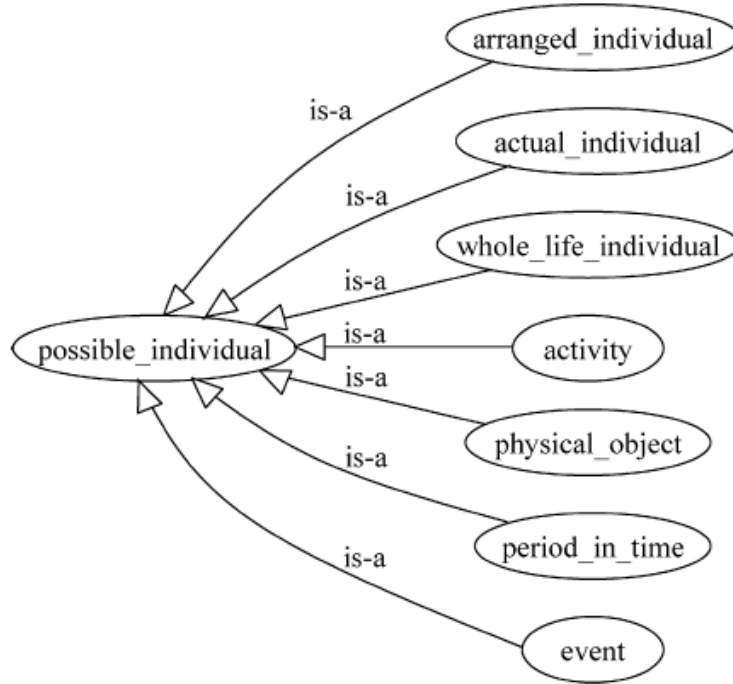 arranged_individual
is-a
actual_individual
is-a
whole_life_individual
is-a
possible_individual
is-a
activity
is-a
physical_object
is-a
period_in_time
is-a
event